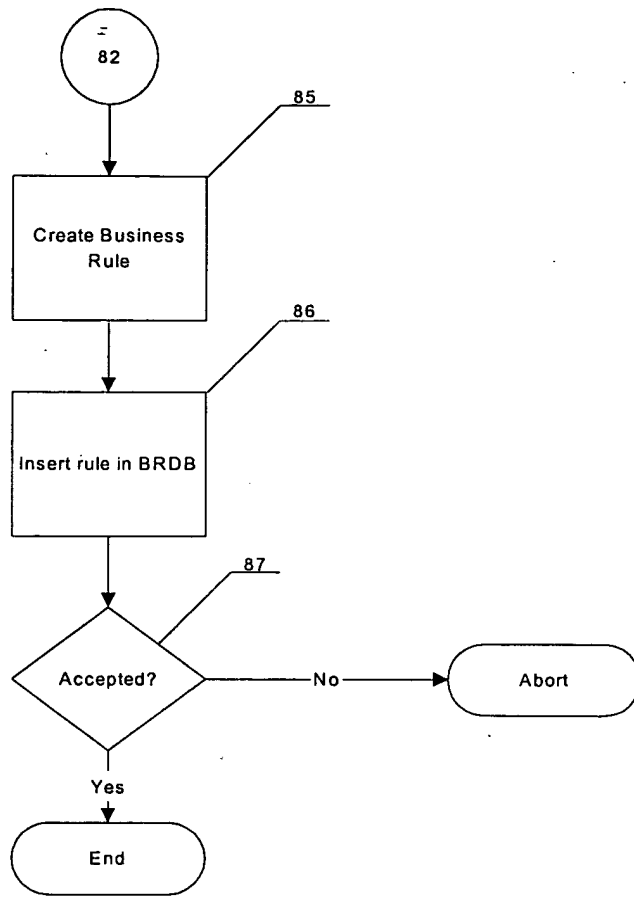 82
85
Create Business
Rule
86
Insert rule in BRDB
87
Accepted?
No
Abort
Yes
End